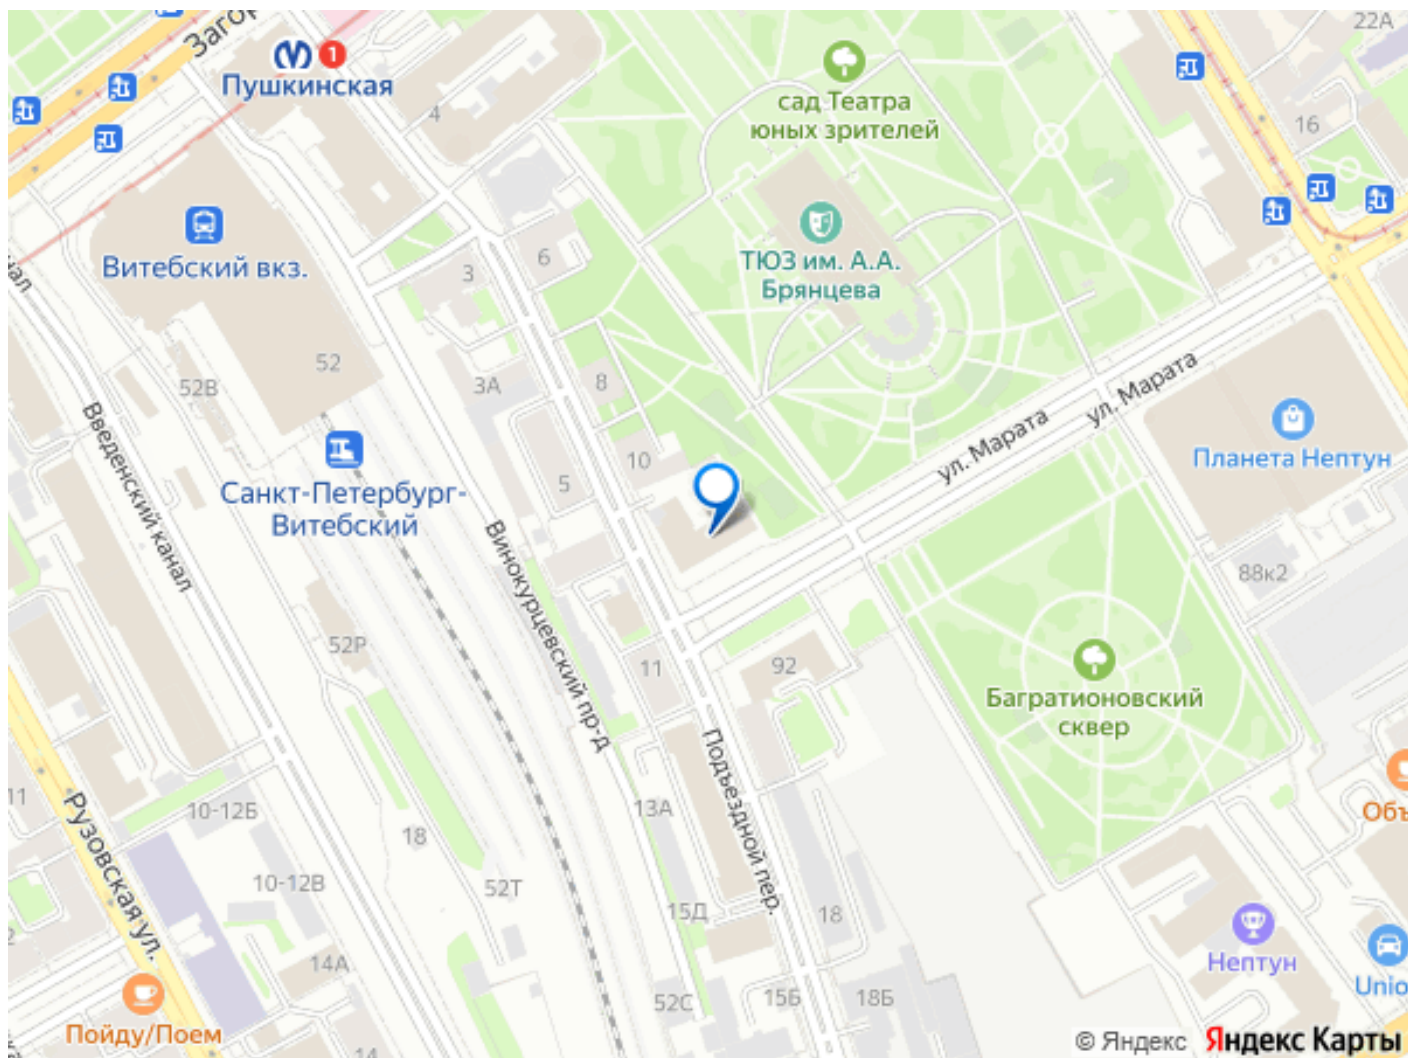 Загор
22А
1
Пушкинская
4
сад Театра
юных зрителей
16
ТЮЗ им. А.А.
Брянцева
Витебский вкз.
6
3
52
52В
3А
8
ул. Марата
ул. Марата
Планета Нептун
Введенский канал
10
5
Санкт-Петербург-
Витебский
Винокурцевский пр-д
88к2
52Р
11
92
Багратионовский
сквер
Подъездной пер.
11
10-12Б
18
13А
Рузовская ул.
10-12В
52Т
15Д
18
14А
Нептун
52С
15Б
18Б
Пойду/Поем
14
Объ
Unio
© Яндекс Яндекс Карты